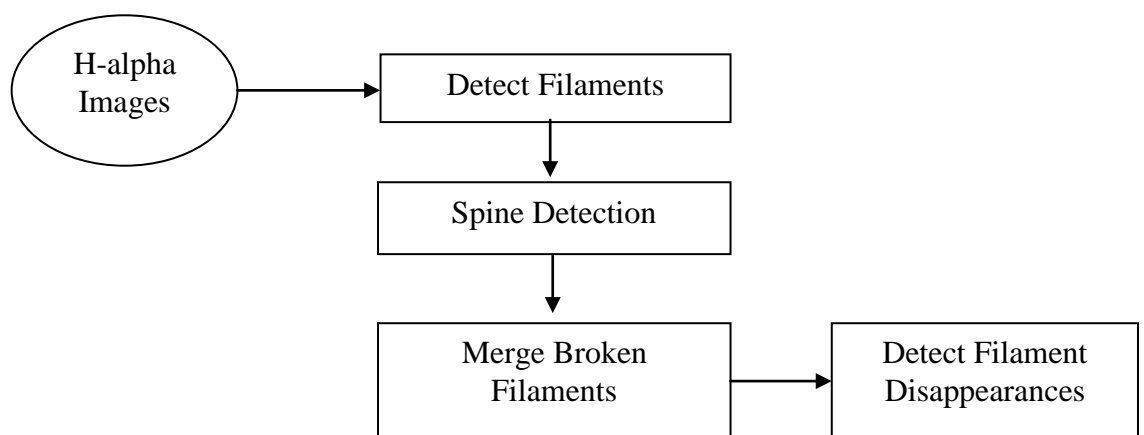 H-alpha
Images
Detect Filaments
Spine Detection
Merge Broken
Filaments
Detect Filament
Disappearances